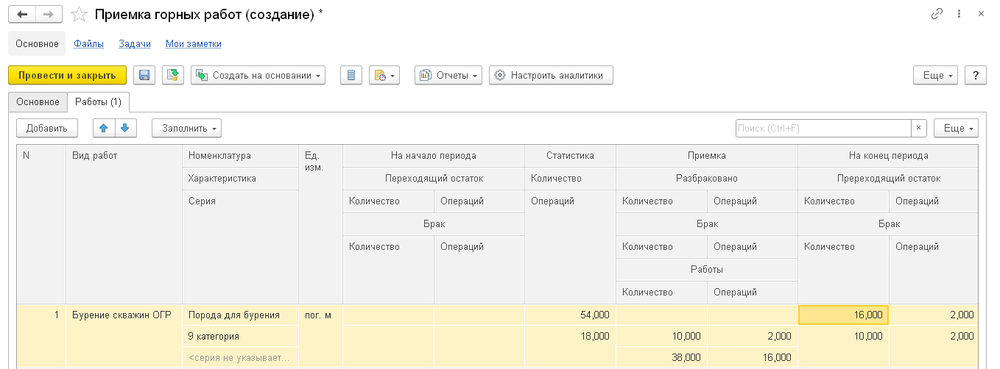 Приемка горных работ (создание) *
Основное Файлы Задачи Мои заметки
Провести и закрыть Создать на основании Отчеты Настроить аналитики Еще ?
Основное Работы (1)
Добавить Заполнить Поиск (Ctrl+F) × Еще
N Вид работ Номенклатура Ед. изм. На начало периода Статистика Приемка На конец периода
Характеристика Переходящий остаток Количество Разбраковано Пререходящий остаток
Серия Количество Операций Операций Количество Операций Количество Операций
Брак Брак Брак
Количество Операций Количество Операций Количество Операций
Работы
Количество Операций
1 Бурение скважин ОГР Порода для бурения пог. м 54,000 16,000 2,000
9 категория 18,000 10,000 2,000 10,000 2,000
<серия не указывает... 38,000 16,000